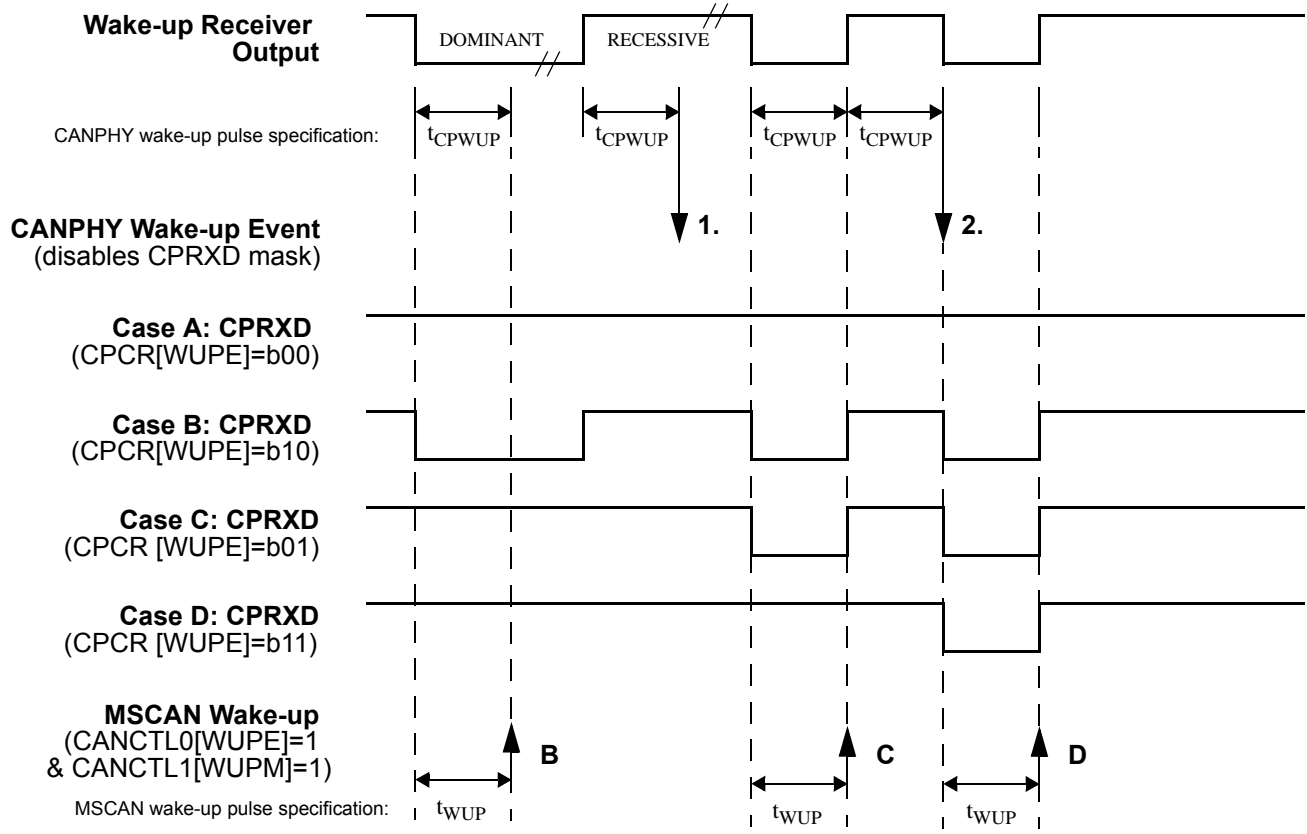 Wake-up Receiver
Output
DOMINANT
RECESSIVE
CANPHY wake-up pulse specification:
tCPWUP
tCPWUP
tCPWUP
tCPWUP
CANPHY Wake-up Event
(disables CPRXD mask)
1.
2.
Case A: CPRXD
(CPCR[WUPE]=b00)
Case B: CPRXD
(CPCR[WUPE]=b10)
Case C: CPRXD
(CPCR [WUPE]=b01)
Case D: CPRXD
(CPCR [WUPE]=b11)
MSCAN Wake-up
(CANCTL0[WUPE]=1
& CANCTL1[WUPM]=1)
B
C
D
MSCAN wake-up pulse specification:
tWUP
tWUP
tWUP